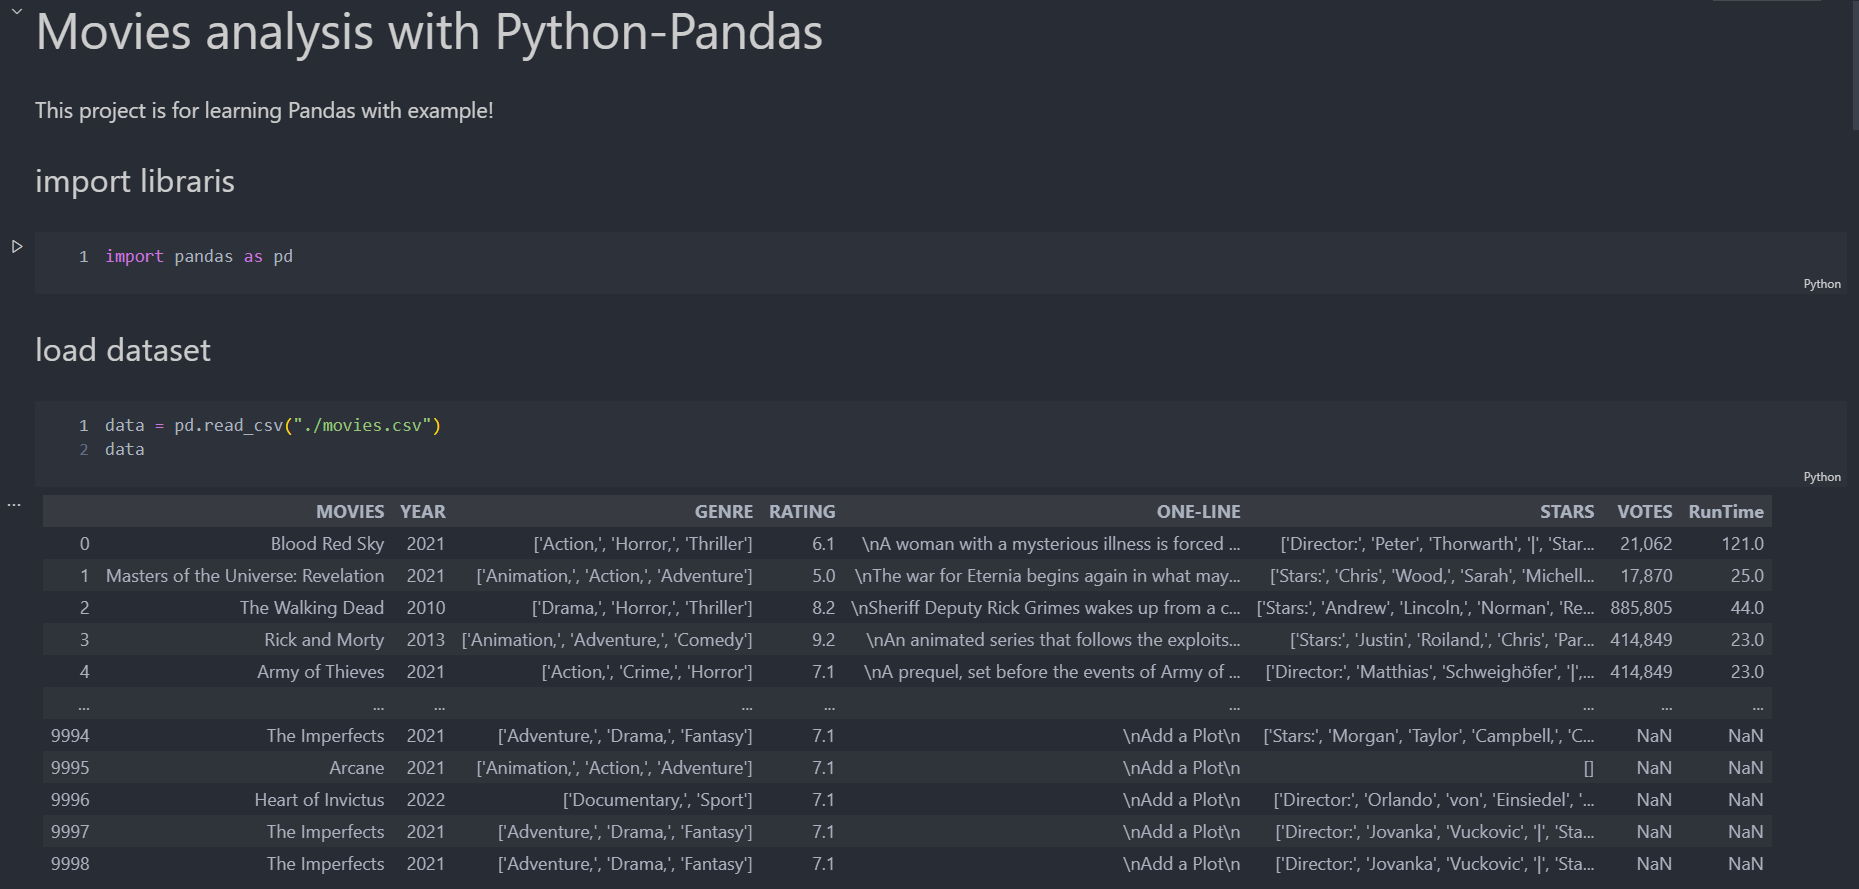 Movies analysis with Python-Pandas
This project is for learning Pandas with example!
import libraris
1 import pandas as pd
Python
load dataset
1 data = pd.read_csv("./movies.csv")
2 data
Python
MOVIES YEAR GENRE RATING ONE-LINE STARS VOTES RunTime
0 Blood Red Sky 2021 ['Action,', 'Horror,', 'Thriller'] 6.1 \nA woman with a mysterious illness is forced ... ['Director:', 'Peter', 'Thorwarth', '|', 'Star... 21,062 121.0
1 Masters of the Universe: Revelation 2021 ['Animation,', 'Action,', 'Adventure'] 5.0 \nThe war for Eternia begins again in what may... ['Stars:', 'Chris', 'Wood,', 'Sarah', 'Michell... 17,870 25.0
2 The Walking Dead 2010 ['Drama,', 'Horror,', 'Thriller'] 8.2 \nSheriff Deputy Rick Grimes wakes up from a c... ['Stars:', 'Andrew', 'Lincoln,', 'Norman', 'Re... 885,805 44.0
3 Rick and Morty 2013 ['Animation,', 'Adventure,', 'Comedy'] 9.2 \nAn animated series that follows the exploits... ['Stars:', 'Justin', 'Roiland,', 'Chris', 'Par... 414,849 23.0
4 Army of Thieves 2021 ['Action,', 'Crime,', 'Horror'] 7.1 \nA prequel, set before the events of Army of ... ['Director:', 'Matthias', 'Schweighöfer', '|',... 414,849 23.0
... ... ... ... ... ... ... ... ...
9994 The Imperfects 2021 ['Adventure,', 'Drama,', 'Fantasy'] 7.1 \nAdd a Plot\n ['Stars:', 'Morgan', 'Taylor', 'Campbell,', 'C... NaN NaN
9995 Arcane 2021 ['Animation,', 'Action,', 'Adventure'] 7.1 \nAdd a Plot\n [] NaN NaN
9996 Heart of Invictus 2022 ['Documentary,', 'Sport'] 7.1 \nAdd a Plot\n ['Director:', 'Orlando', 'von', 'Einsiedel', '... NaN NaN
9997 The Imperfects 2021 ['Adventure,', 'Drama,', 'Fantasy'] 7.1 \nAdd a Plot\n ['Director:', 'Jovanka', 'Vuckovic', '|', 'Sta... NaN NaN
9998 The Imperfects 2021 ['Adventure,', 'Drama,', 'Fantasy'] 7.1 \nAdd a Plot\n ['Director:', 'Jovanka', 'Vuckovic', '|', 'Sta... NaN NaN